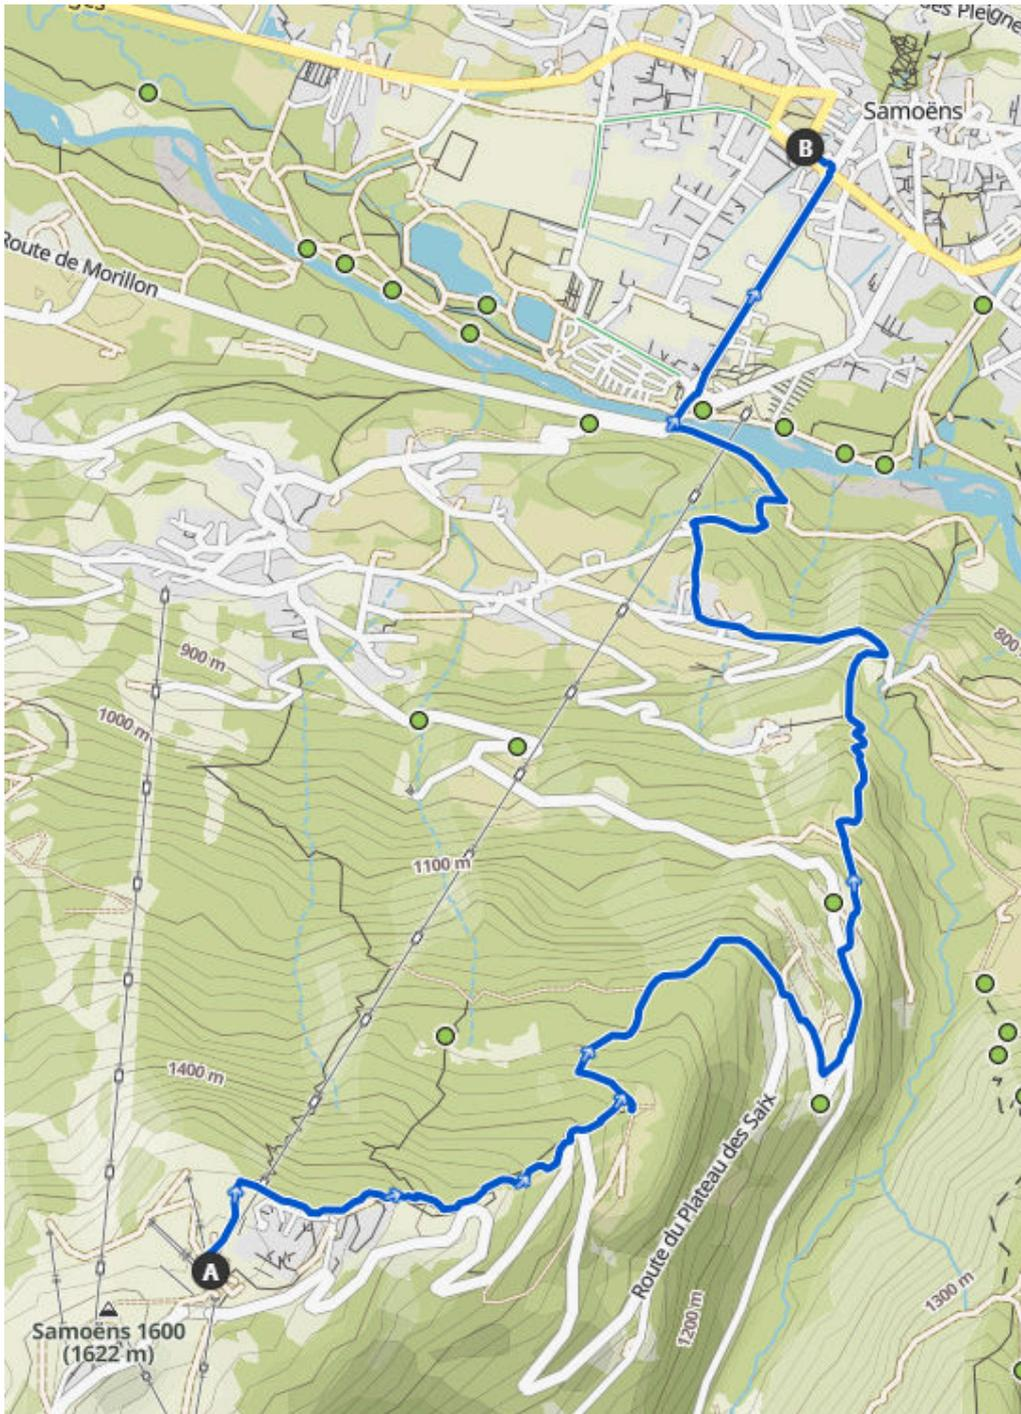 Samoëns
B
Route de Morillon
800
900 m
1000 m
1100 m
1400 m
Route du Plateau des Saix
A
1300 m
1200 m
Samoëns 1600
(1622 m)